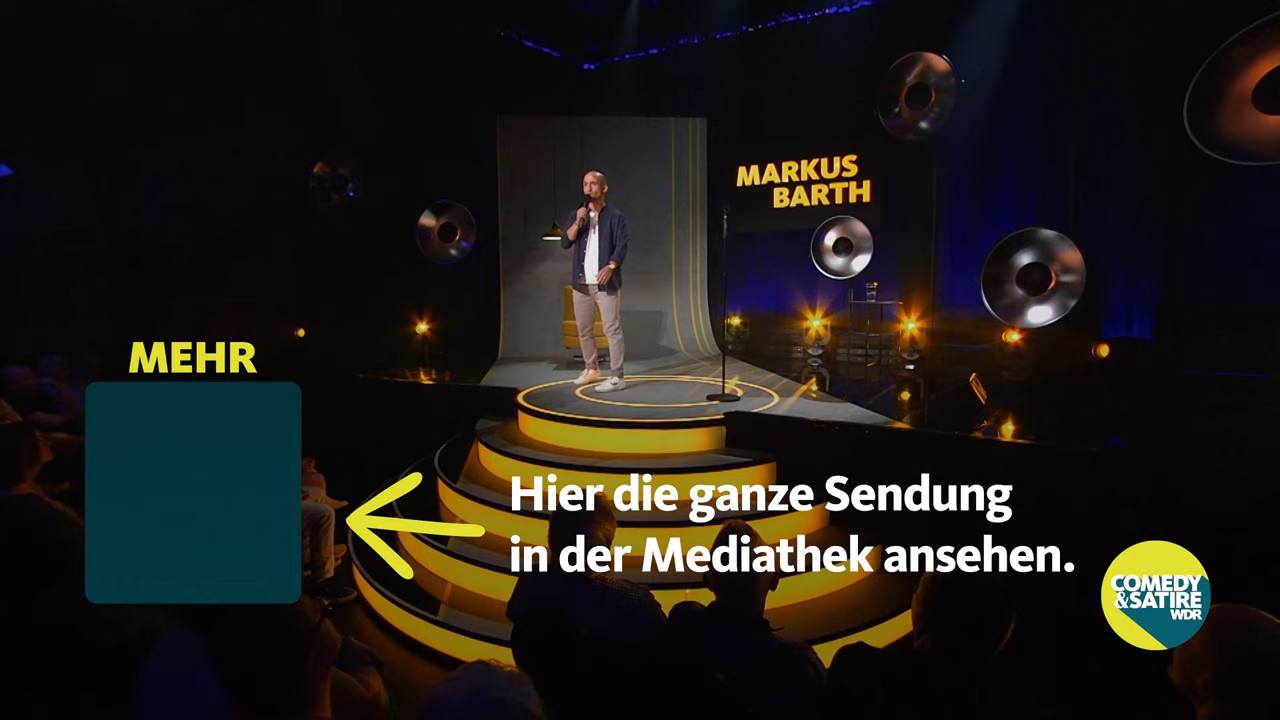 MARKUS
BARTH
MEHR
Hier die ganze Sendung
in der Mediathek ansehen.
COMEDY
&SATIRE
WDR